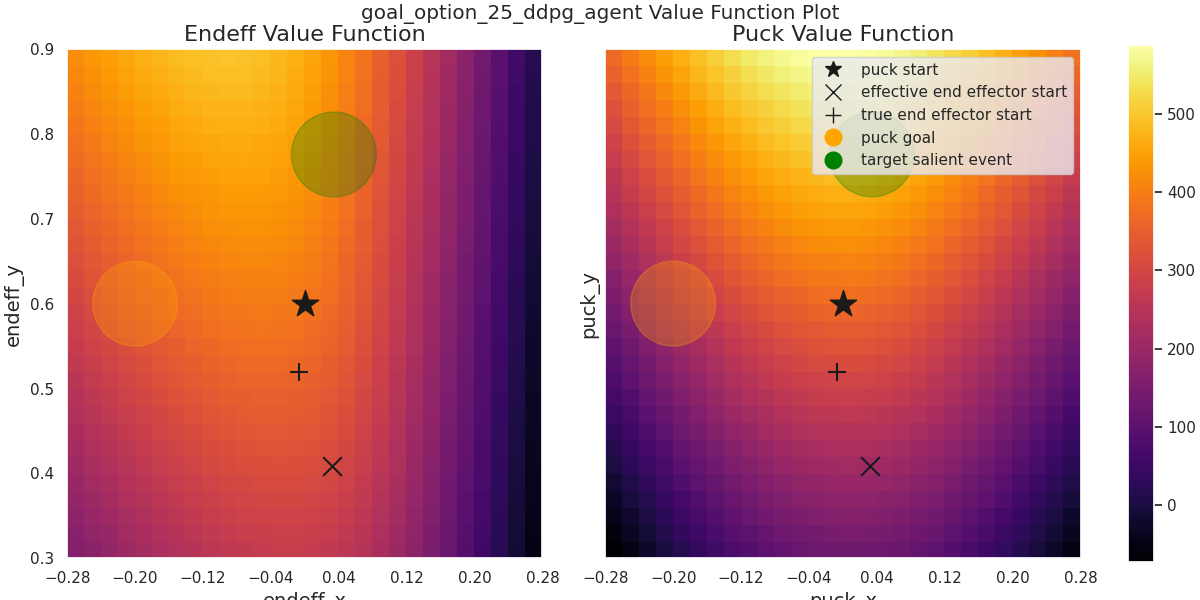 goal_option_25_ddpg_agent Value Function Plot
Endeff Value Function
Puck Value Function
0.9
0.8
0.7
0.6
0.5
0.4
0.3
endeff_y
−0.28 −0.20 −0.12 −0.04 0.04 0.12 0.20 0.28
endeff_x
puck_y
puck start
effective end effector start
true end effector start
puck goal
target salient event
−0.28 −0.20 −0.12 −0.04 0.04 0.12 0.20 0.28
puck_x
500
400
300
200
100
0